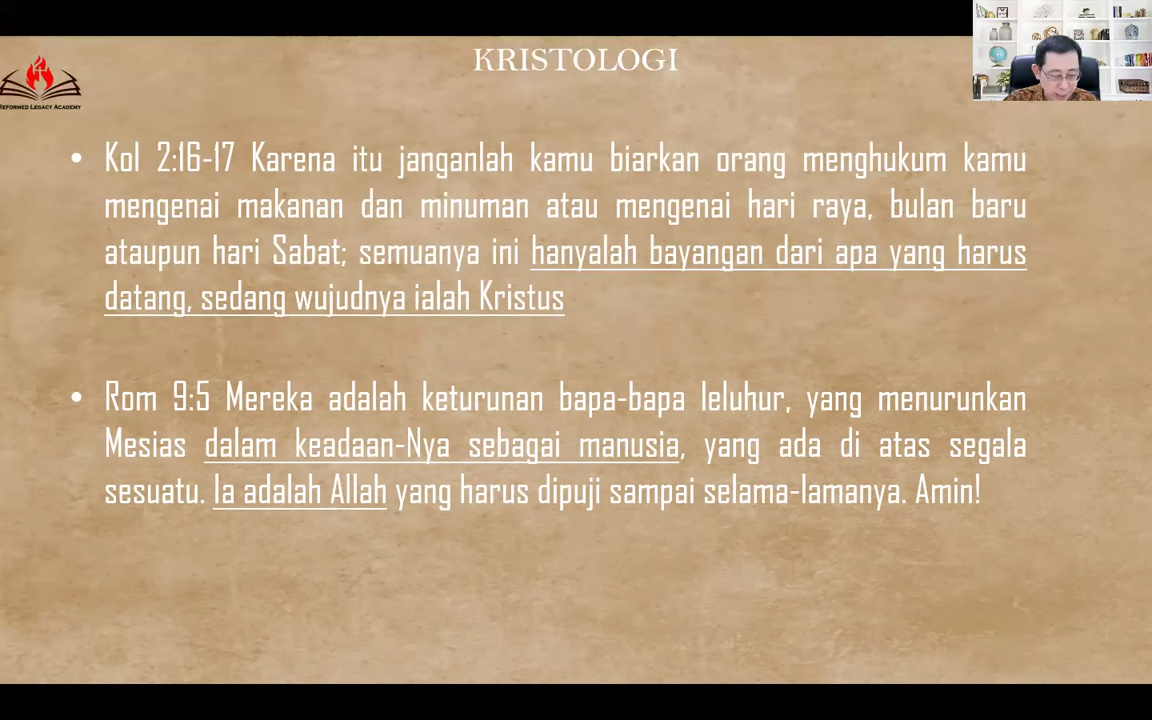 KRISTOLOGI
REFORMED LEGACY ACADEMY
• Kol 2:16-17 Karena itu janganlah kamu biarkan orang menghukum kamu
mengenai makanan dan minuman atau mengenai hari raya, bulan baru
ataupun hari Sabat; semuanya ini hanyalah bayangan dari apa yang harus
datang, sedang wujudnya ialah Kristus
• Rom 9:5 Mereka adalah keturunan bapa-bapa leluhur, yang menurunkan
Mesias dalam keadaan-Nya sebagai manusia, yang ada di atas segala
sesuatu. Ia adalah Allah yang harus dipuji sampai selama-lamanya. Amin!